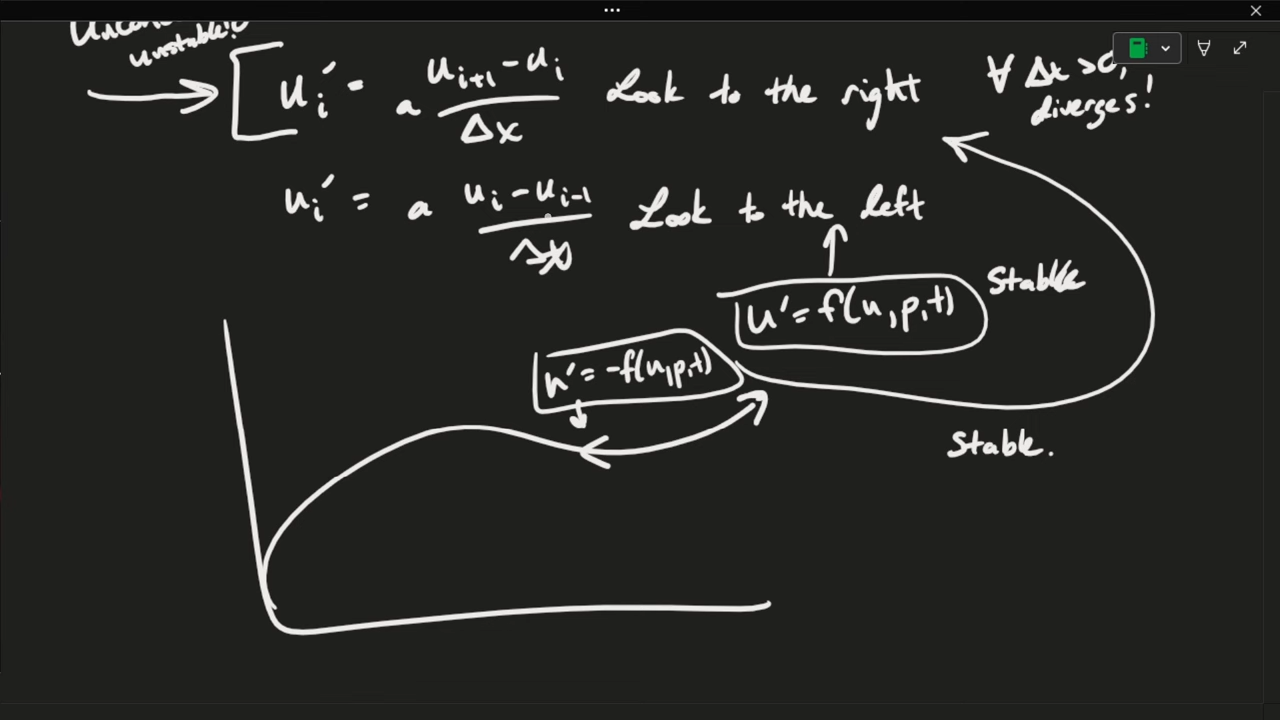 unstable!
u_i' = a (u_{i+1} - u_i)/Δx Look to the right ∀ Δt > 0, diverges!
u_i' = a (u_i - u_{i-1})/Δx Look to the left
u' = f(u,p,t) Stable
u' = -f(u,p,t)
Stable.